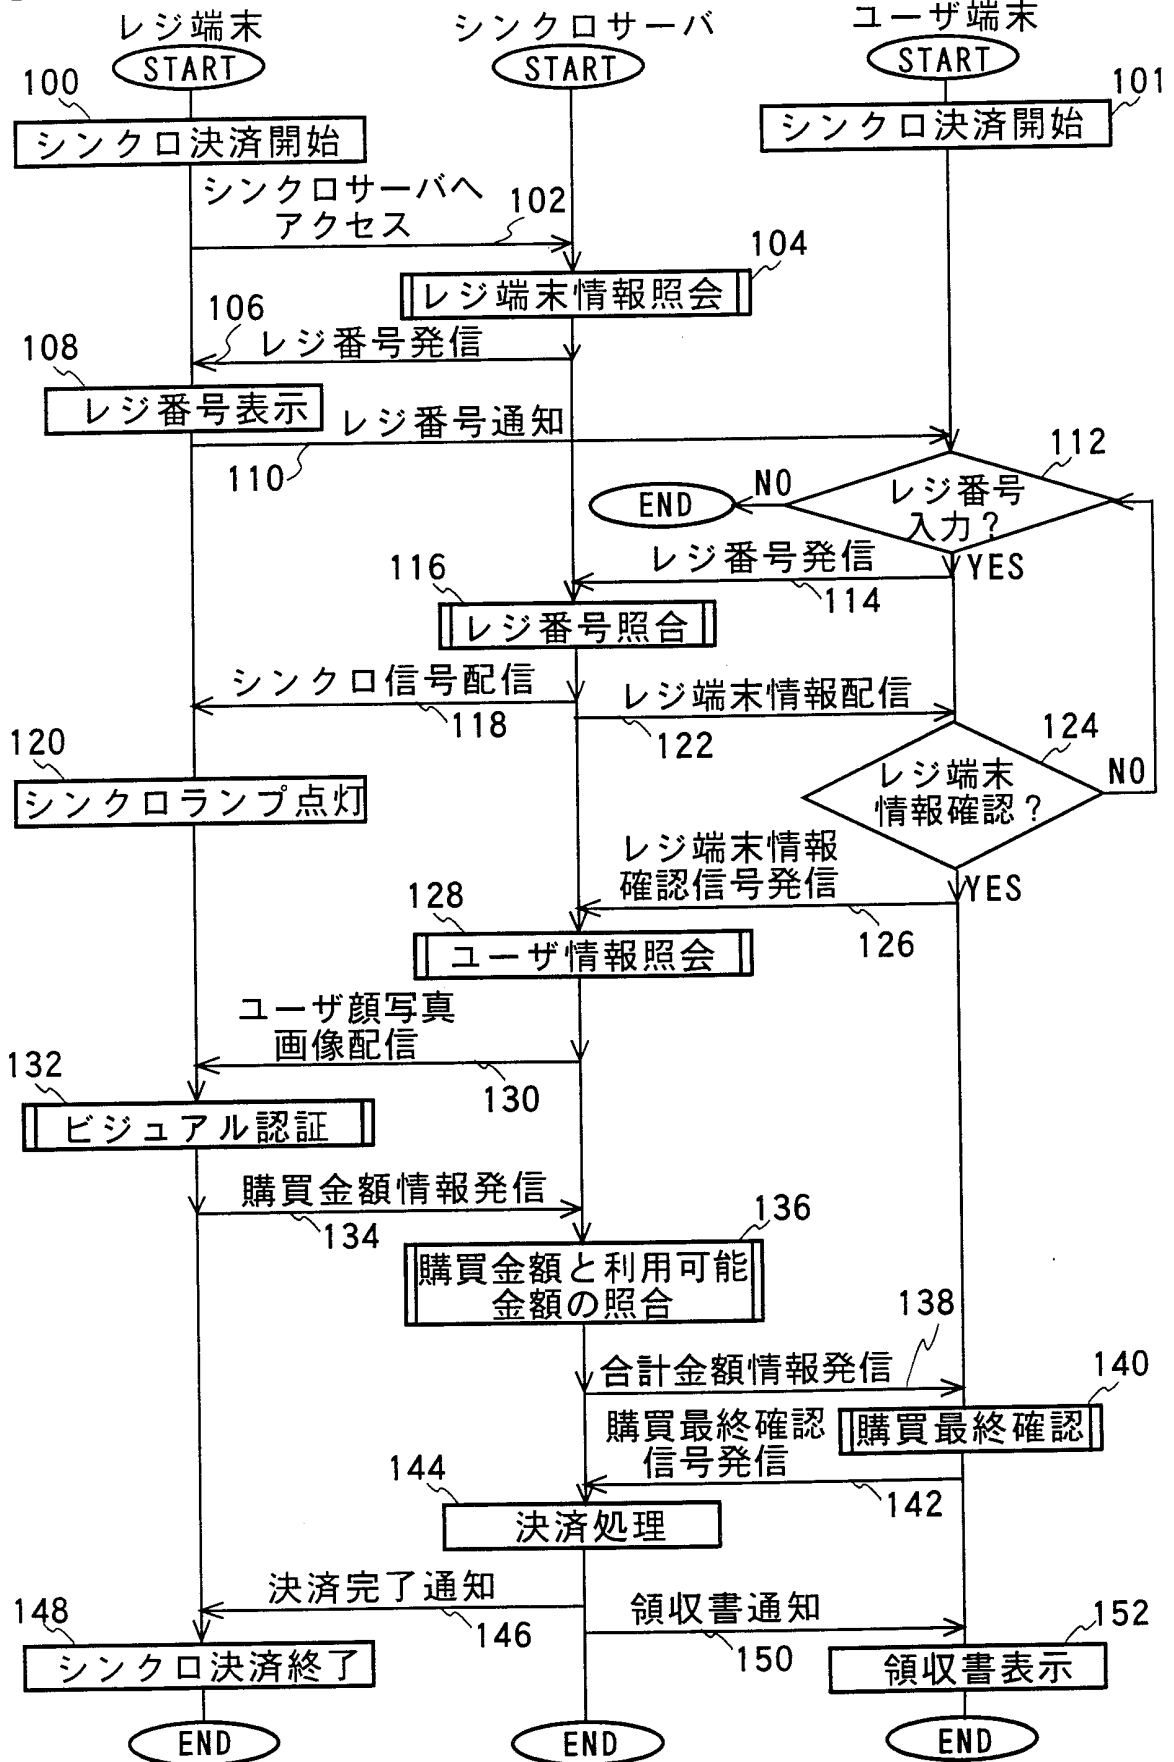 レジ端末
シンクロサーバ
ユーザ端末
START
START
START
100
101
シンクロ決済開始
シンクロ決済開始
シンクロサーバへ
アクセス
102
104
レジ端末情報照会
106
レジ番号発信
108
レジ番号表示
レジ番号通知
110
112
レジ番号
入力?
NO
END
YES
レジ番号発信
114
116
レジ番号照合
シンクロ信号配信
118
レジ端末情報配信
122
120
シンクロランプ点灯
124
レジ端末
情報確認?
NO
YES
レジ端末情報
確認信号発信
126
128
ユーザ情報照会
ユーザ顔写真
画像配信
130
132
ビジュアル認証
購買金額情報発信
134
136
購買金額と利用可能
金額の照合
138
合計金額情報発信
140
購買最終確認
購買最終確認
信号発信
142
144
決済処理
決済完了通知
146
領収書通知
150
148
シンクロ決済終了
152
領収書表示
END
END
END